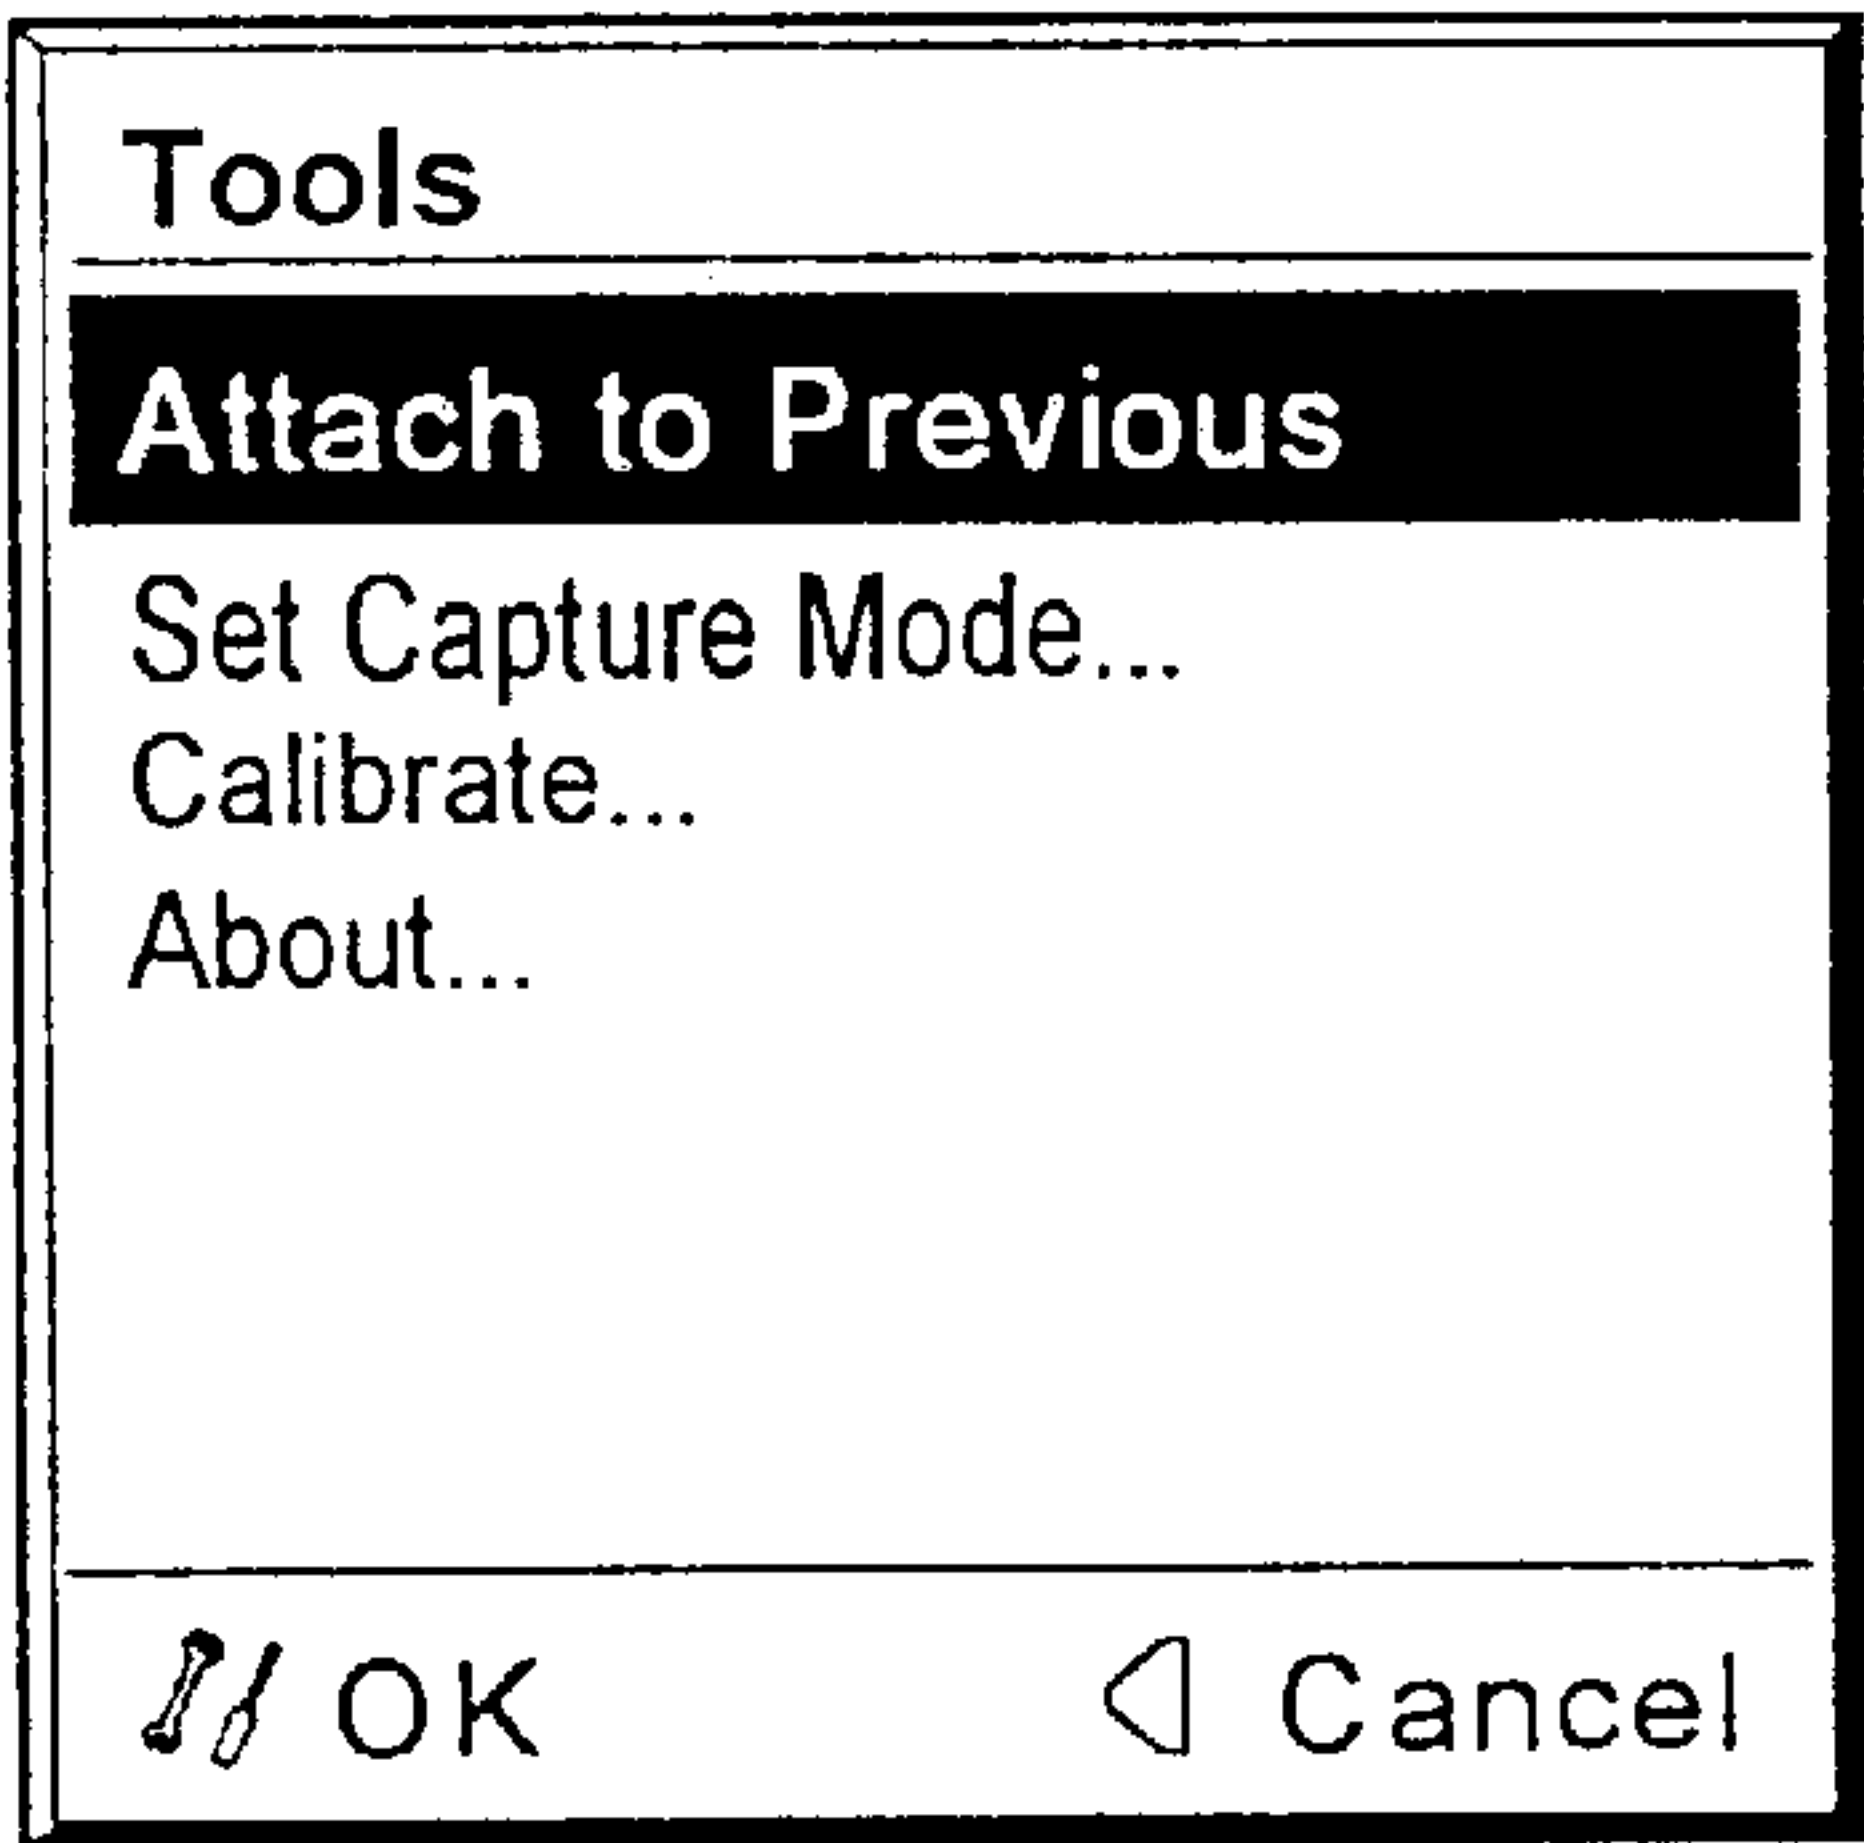 Tools
Attach to Previous
Set Capture Mode...
Calibrate...
About...
OK Cancel